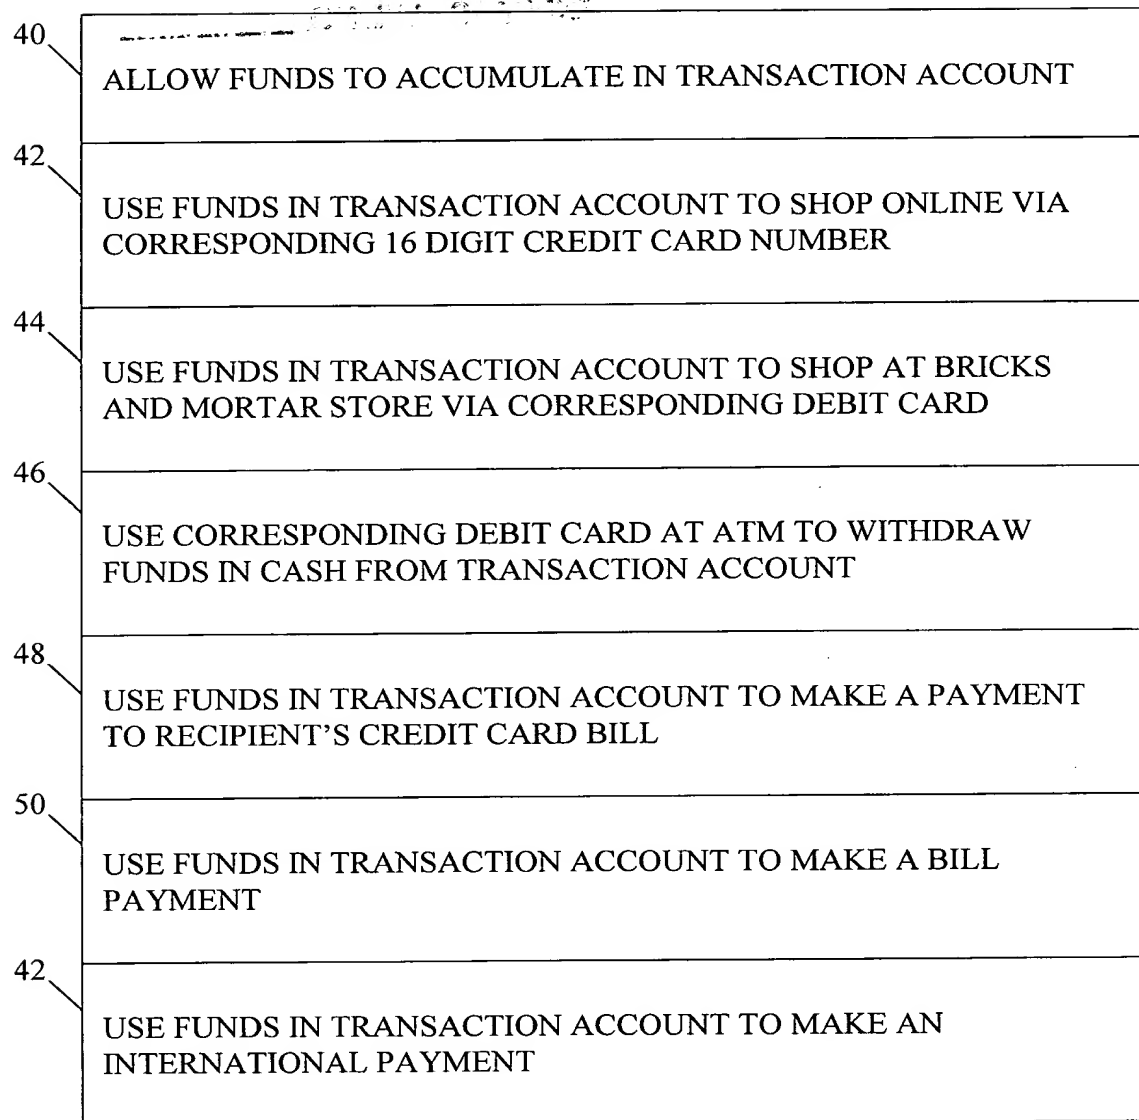 40
ALLOW FUNDS TO ACCUMULATE IN TRANSACTION ACCOUNT
42
USE FUNDS IN TRANSACTION ACCOUNT TO SHOP ONLINE VIA
CORRESPONDING 16 DIGIT CREDIT CARD NUMBER
44
USE FUNDS IN TRANSACTION ACCOUNT TO SHOP AT BRICKS
AND MORTAR STORE VIA CORRESPONDING DEBIT CARD
46
USE CORRESPONDING DEBIT CARD AT ATM TO WITHDRAW
FUNDS IN CASH FROM TRANSACTION ACCOUNT
48
USE FUNDS IN TRANSACTION ACCOUNT TO MAKE A PAYMENT
TO RECIPIENT'S CREDIT CARD BILL
50
USE FUNDS IN TRANSACTION ACCOUNT TO MAKE A BILL
PAYMENT
42
USE FUNDS IN TRANSACTION ACCOUNT TO MAKE AN
INTERNATIONAL PAYMENT